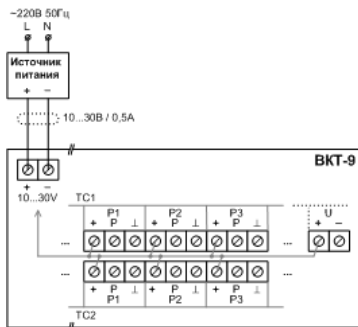 ~220В 50Гц
L N
Источник питания
+ −
10...30В / 0,5А
ВКТ-9
+ −
10...30V
ТС1
P1 P2 P3 U
+ P ⊥ + P ⊥ + P ⊥ + −
... ...
... ...
+ P ⊥ + P ⊥ + P ⊥
P1 P2 P3
ТС2